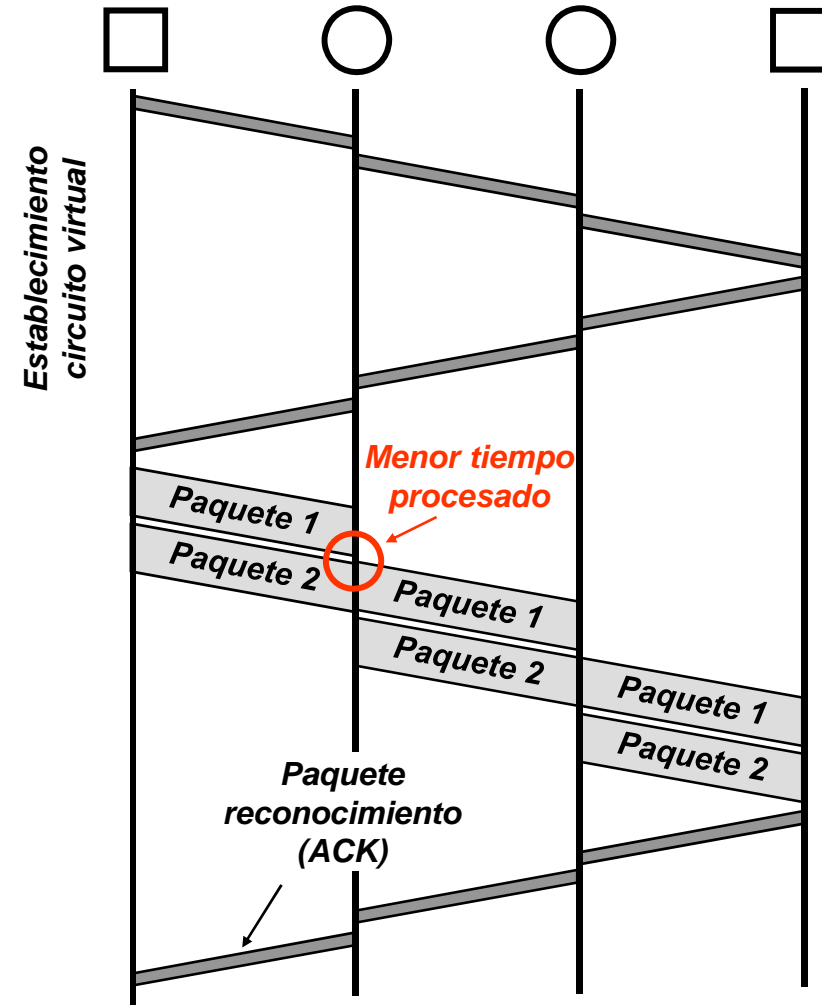 Establecimiento
circuito virtual
Menor tiempo
procesado
Paquete 1
Paquete 2
Paquete 1
Paquete 2
Paquete 1
Paquete 2
Paquete
reconocimiento
(ACK)